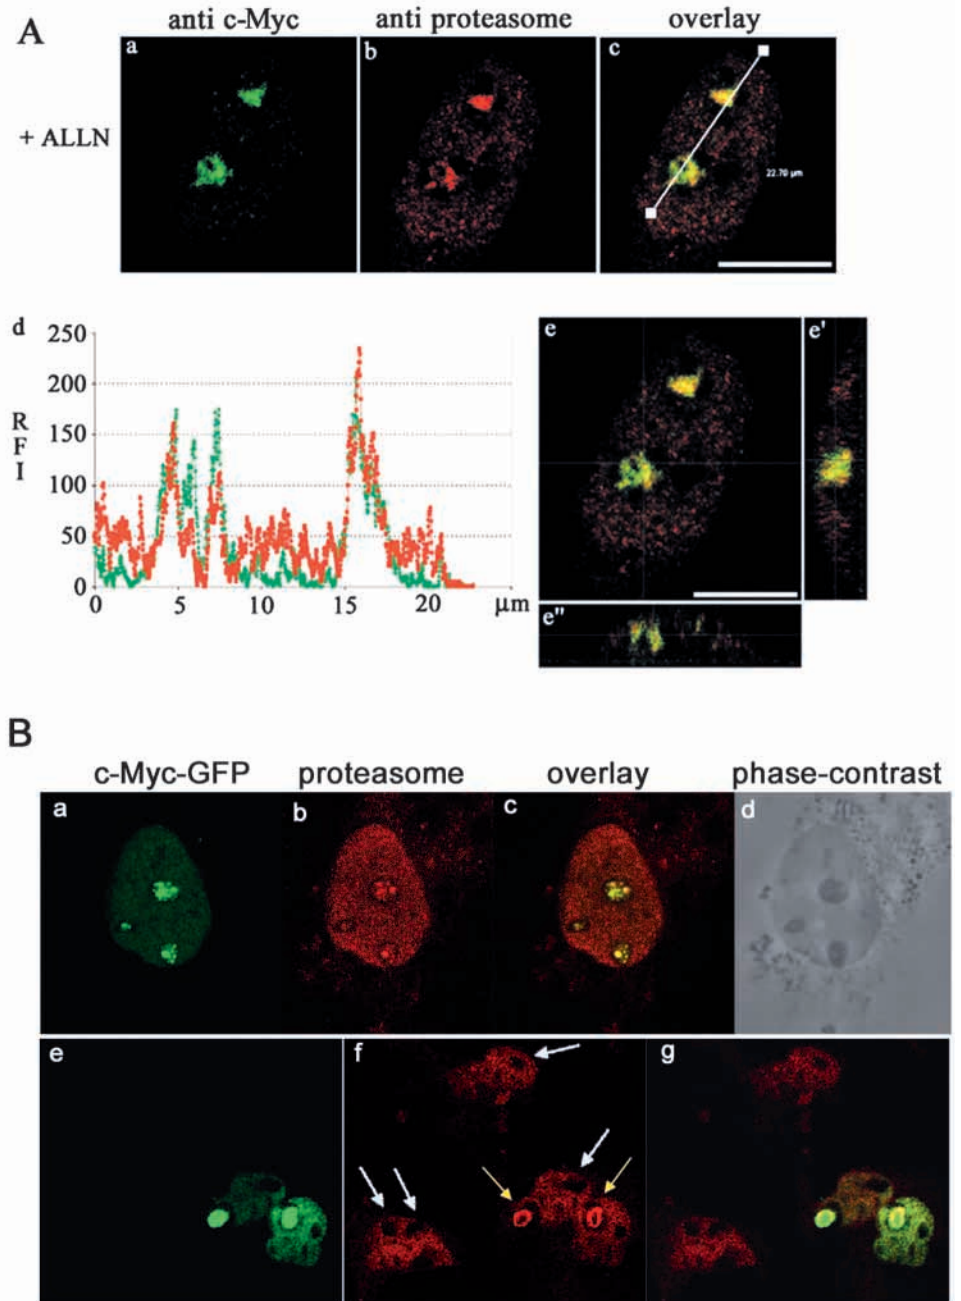 A
anti c-Myc anti proteasome overlay
a b c
+ ALLN
22.70 µm
d
250
200
150
100
50
0
R
F
I
0 5 10 15 20 µm
e e'
e"
B
c-Myc-GFP proteasome overlay phase-contrast
a b c d
e f g